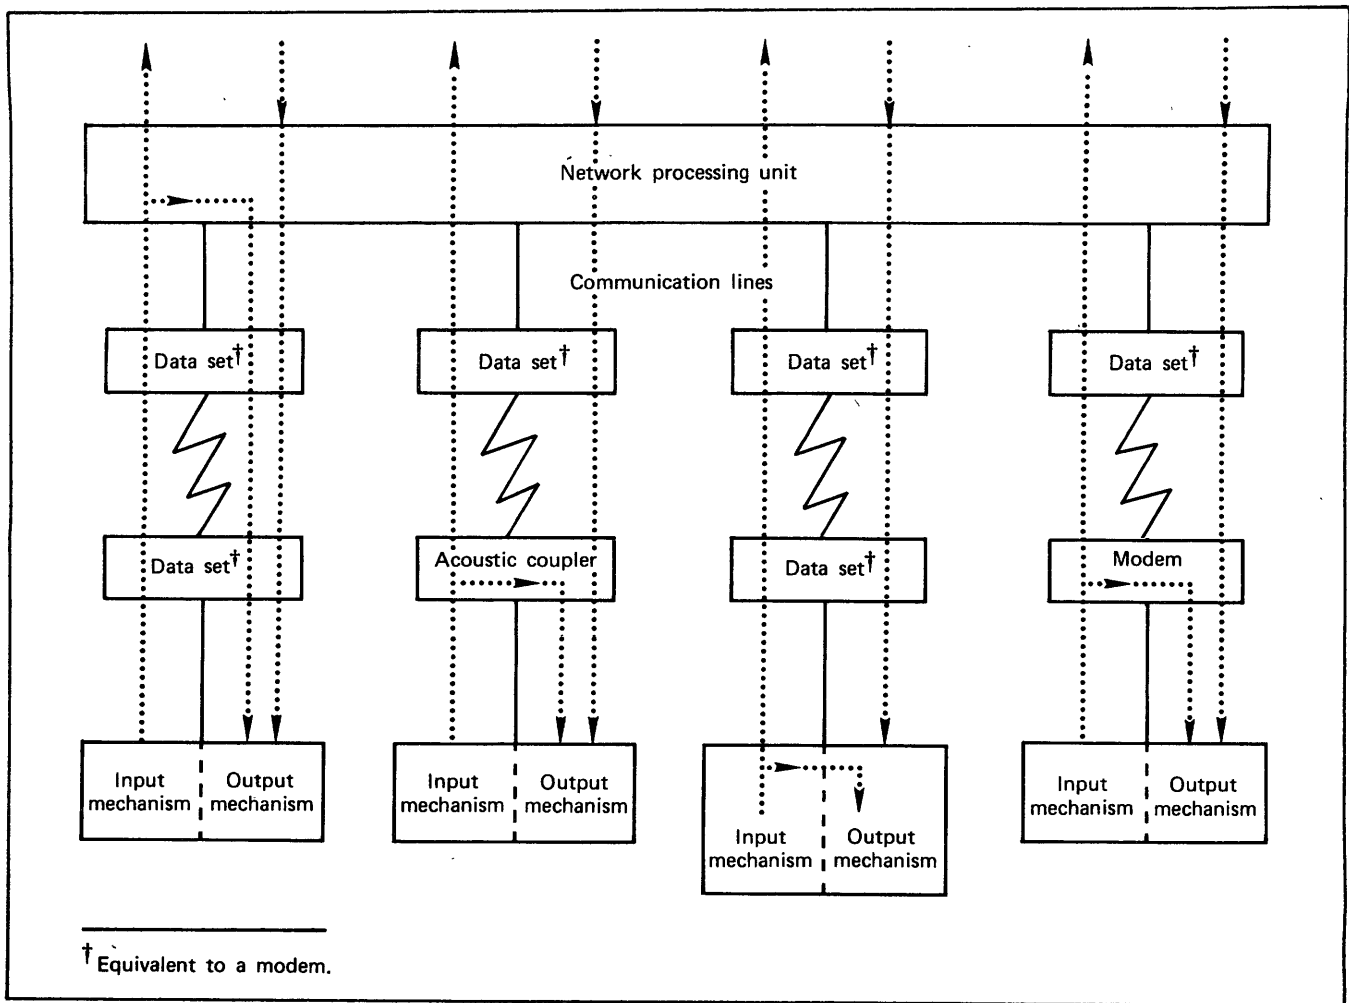 Network processing unit
Communication lines
Data set†
Data set†
Data set†
Data set†
Data set†
Acoustic coupler
Data set†
Modem
Input
mechanism
Output
mechanism
Input
mechanism
Output
mechanism
Input
mechanism
Output
mechanism
Input
mechanism
Output
mechanism
† Equivalent to a modem.